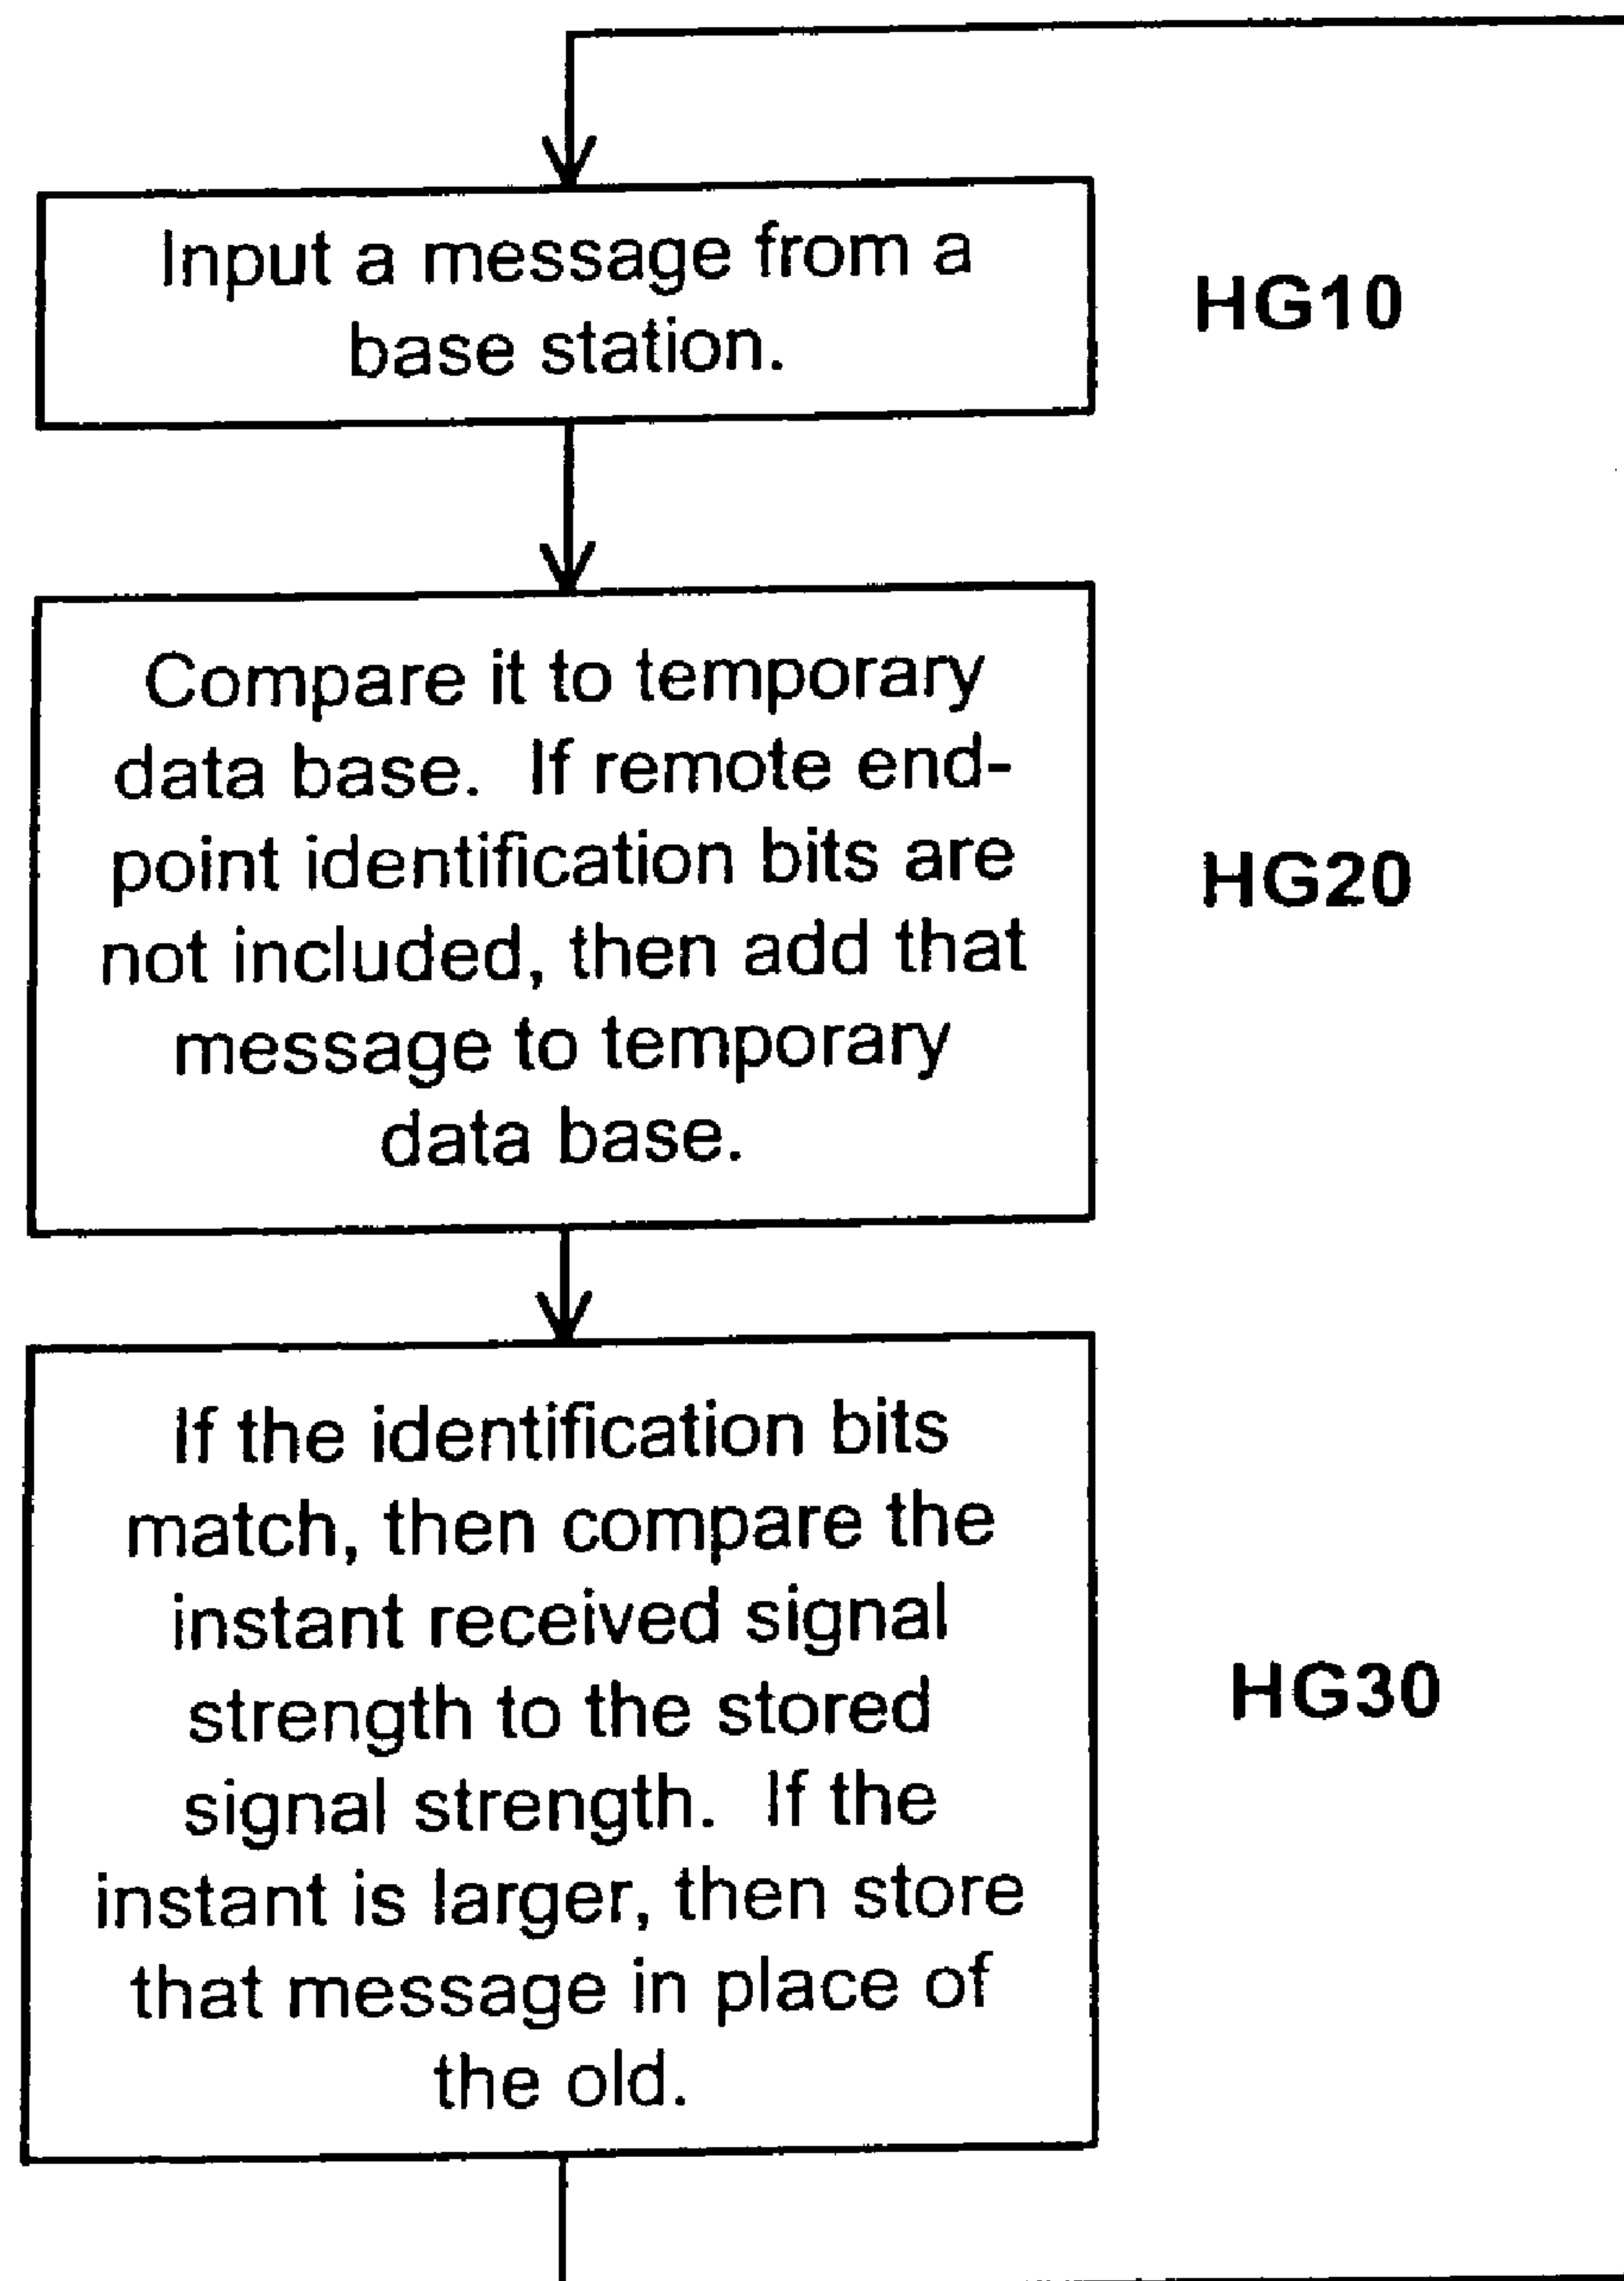 Input a message from a
base station.
HG10
Compare it to temporary
data base.  If remote end-
point identification bits are
not included, then add that
message to temporary
data base.
HG20
If the identification bits
match, then compare the
instant received signal
strength to the stored
signal strength.  If the
instant is larger, then store
that message in place of
the old.
HG30